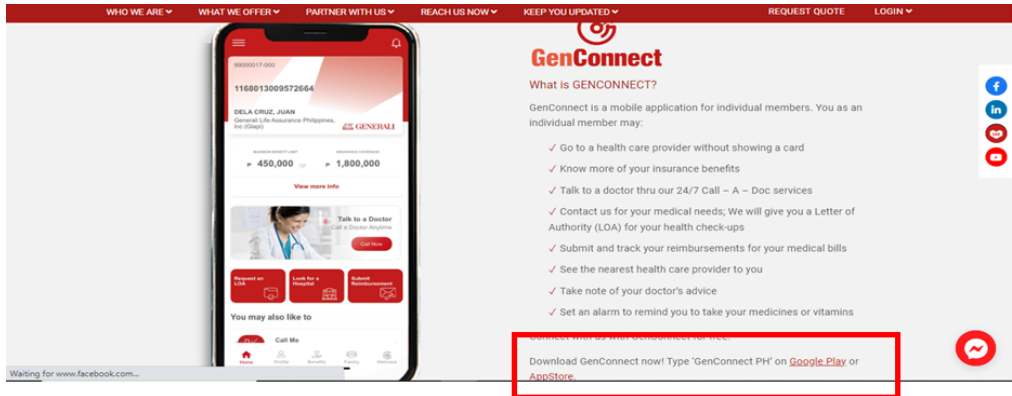 WHO WE ARE WHAT WE OFFER PARTNER WITH US REACH US NOW KEEP YOU UPDATED REQUEST QUOTE LOGIN
99000017-000
1168013009572664
DELA CRUZ, JUAN
Generali Life Assurance Philippines,
Inc (Glapi)
GENERALI
MAXIMUM BENEFIT LIMIT INSURANCE COVERAGE
₱ 450,000 ₱ 1,800,000
View more info
Talk to a Doctor
Call a Doctor Anytime
Call Now
Request an
LOA
Look for a
Hospital
Submit
Reimbursement
You may also like to
Call Me
Home Profile Benefits Family Wellness
GenConnect
What is GENCONNECT?
GenConnect is a mobile application for individual members. You as an
individual member may:
✓ Go to a health care provider without showing a card
✓ Know more of your insurance benefits
✓ Talk to a doctor thru our 24/7 Call – A – Doc services
✓ Contact us for your medical needs; We will give you a Letter of
Authority (LOA) for your health check-ups
✓ Submit and track your reimbursements for your medical bills
✓ See the nearest health care provider to you
✓ Take note of your doctor's advice
✓ Set an alarm to remind you to take your medicines or vitamins
Connect with us with GenConnect for free!
Download GenConnect now! Type 'GenConnect PH' on Google Play or
AppStore.
Waiting for www.facebook.com...